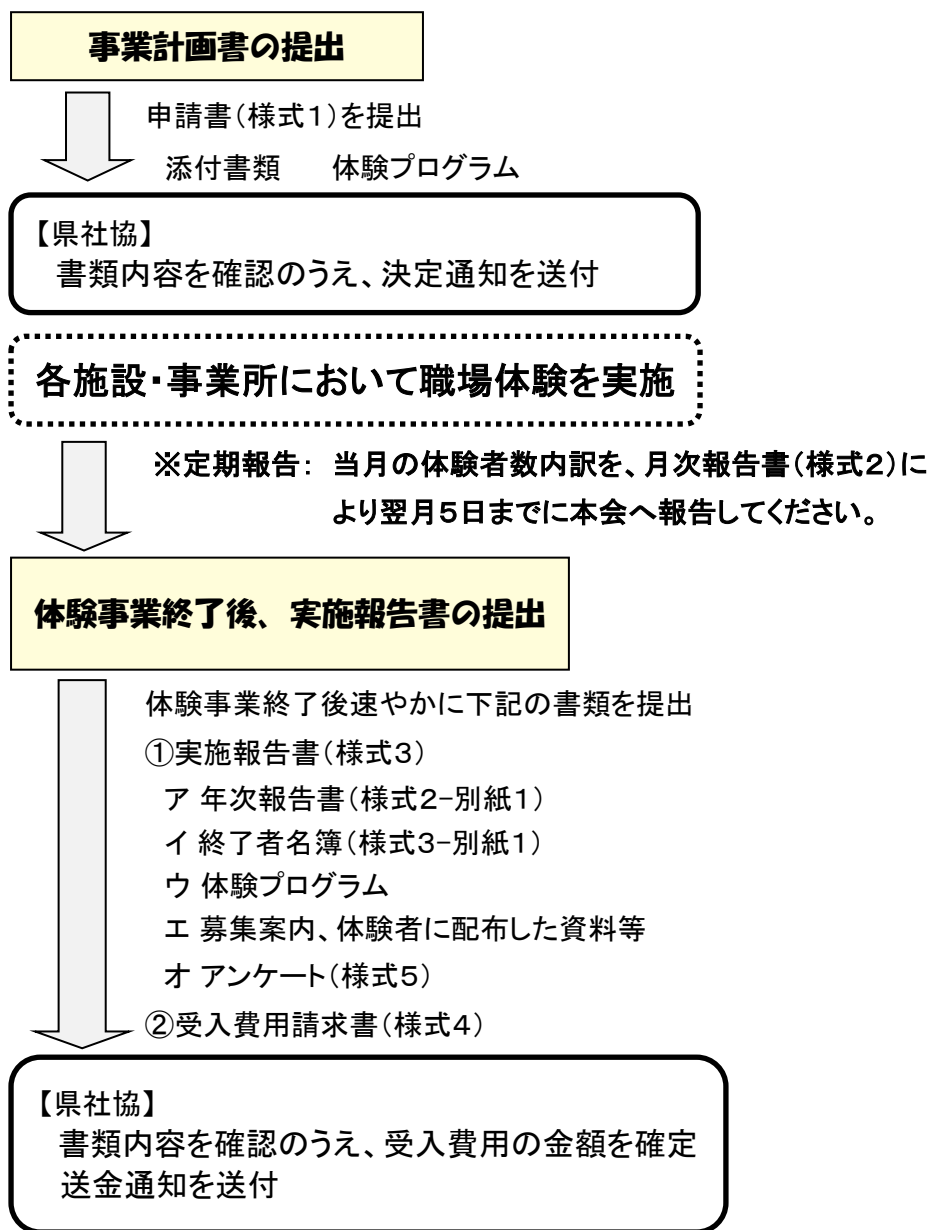 事業計画書の提出
申請書(様式1)を提出
添付書類　体験プログラム
【県社協】
書類内容を確認のうえ、決定通知を送付
各施設・事業所において職場体験を実施
※定期報告：　当月の体験者数内訳を、月次報告書(様式2)に
より翌月5日までに本会へ報告してください。
体験事業終了後、実施報告書の提出
体験事業終了後速やかに下記の書類を提出
①実施報告書(様式3)
ア 年次報告書(様式2-別紙1)
イ 終了者名簿(様式3-別紙1)
ウ 体験プログラム
エ 募集案内、体験者に配布した資料等
オ アンケート(様式5)
②受入費用請求書(様式4)
【県社協】
書類内容を確認のうえ、受入費用の金額を確定
送金通知を送付